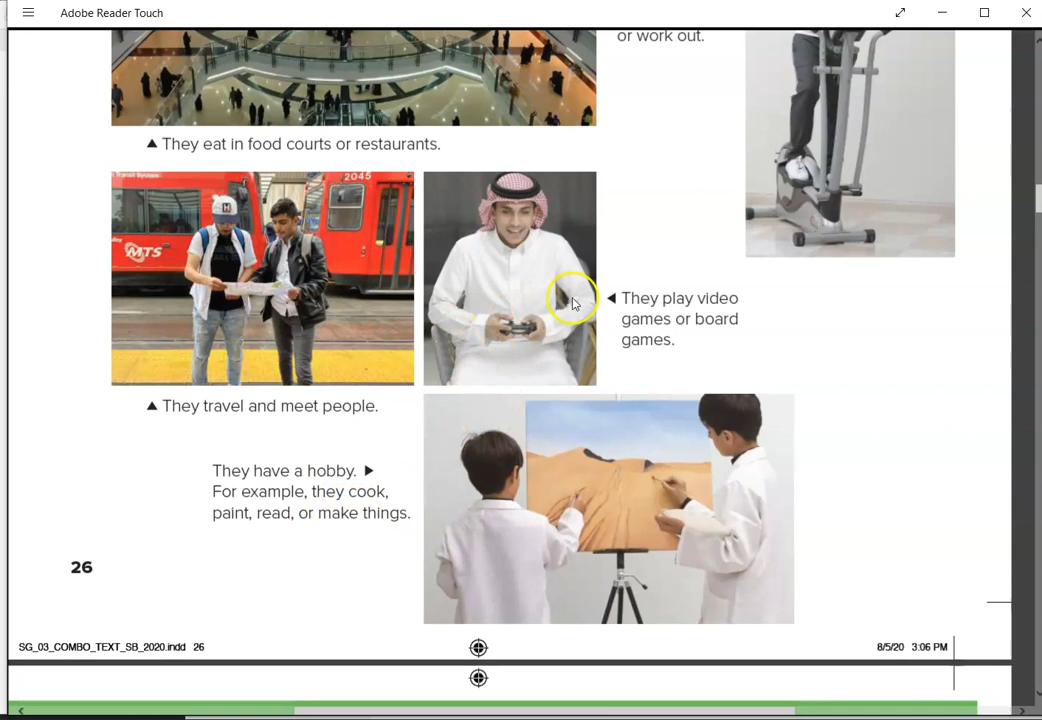 Adobe Reader Touch
or work out.
They eat in food courts or restaurants.
2045
MTS
They play video
games or board
games.
They travel and meet people.
They have a hobby.
For example, they cook,
paint, read, or make things.
26
SG_03_COMBO_TEXT_SB_2020.indd 26
8/5/20 3:06 PM